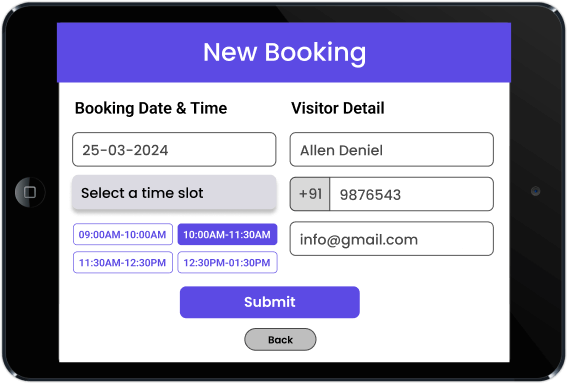 New Booking
Booking Date & Time
25-03-2024
Select a time slot
09:00AM-10:00AM 10:00AM-11:30AM
11:30AM-12:30PM 12:30PM-01:30PM
Visitor Detail
Allen Deniel
+91 9876543
info@gmail.com
Submit
Back